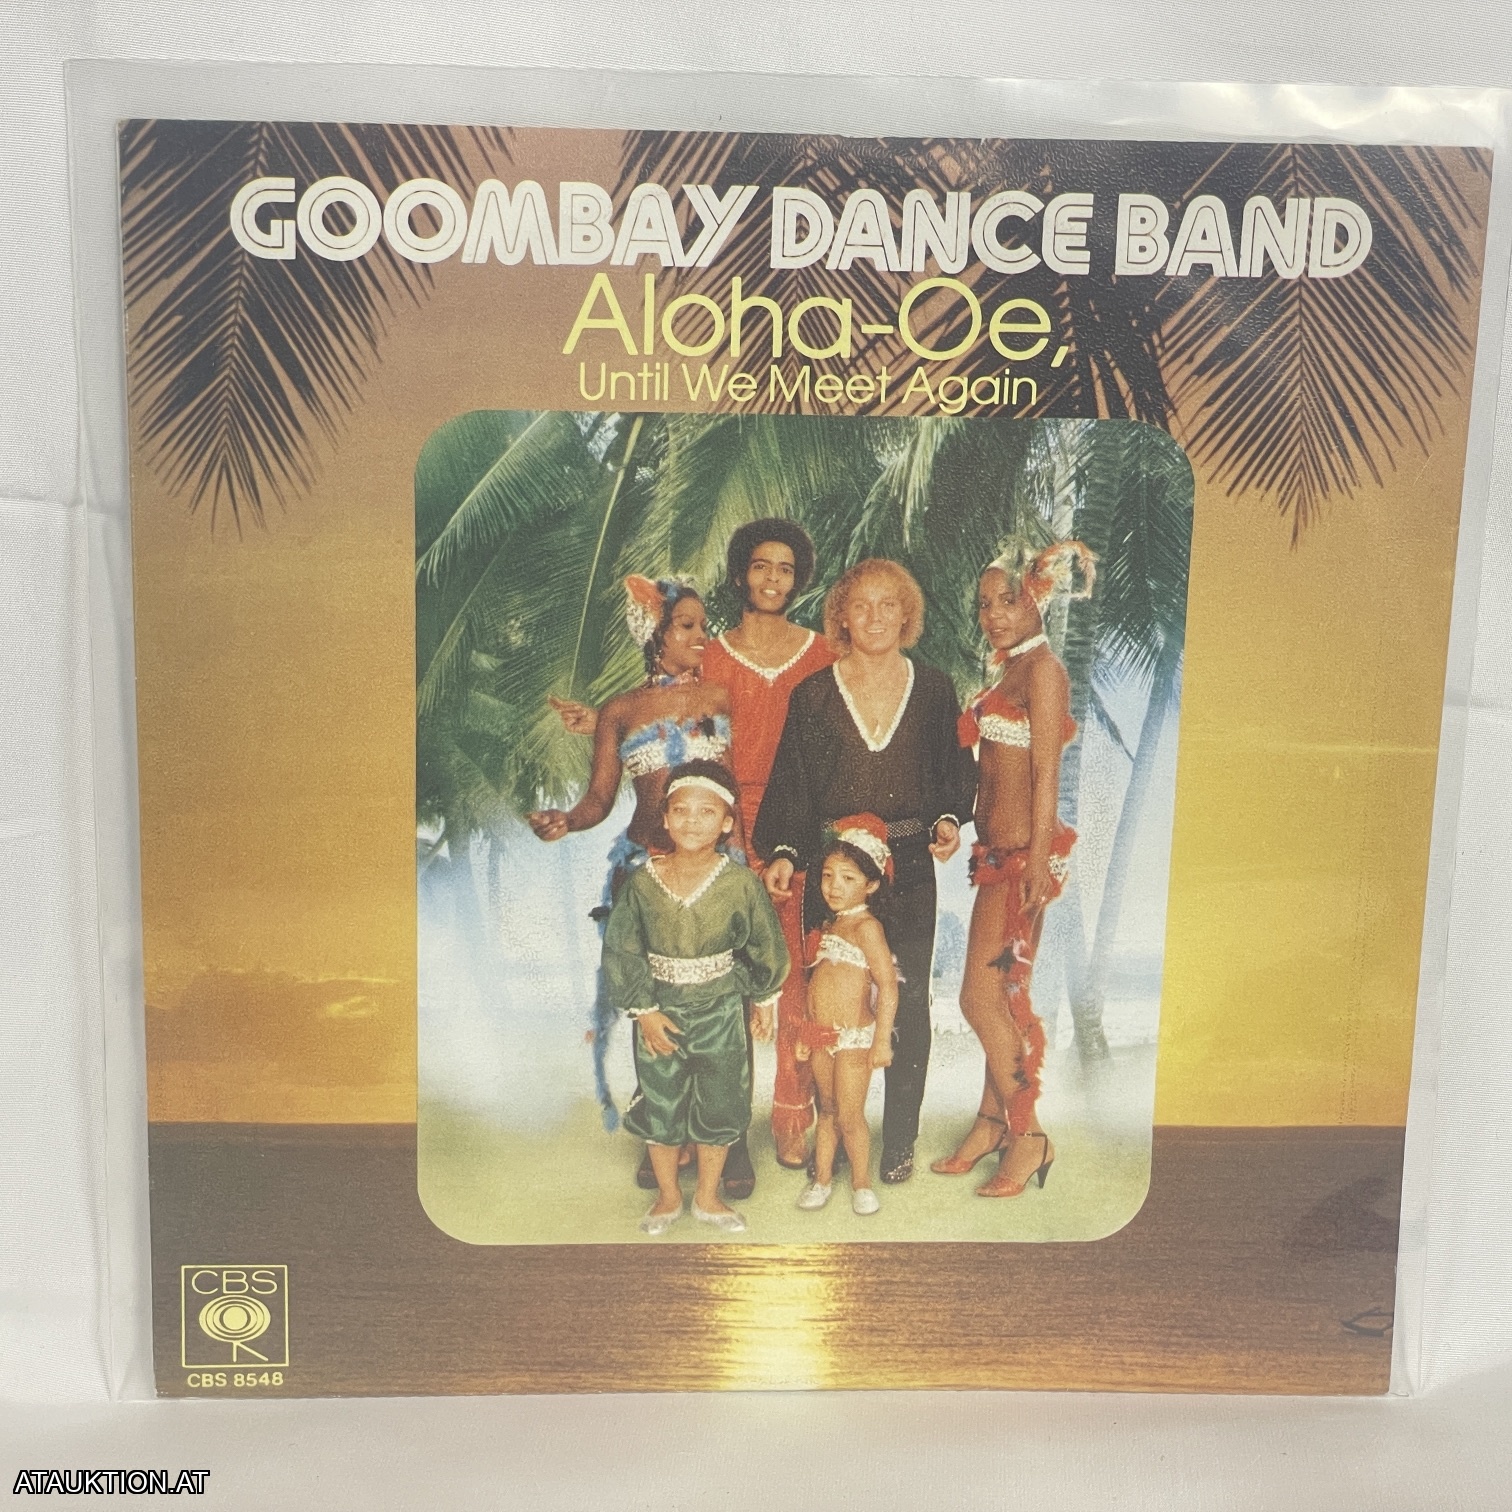 GOOMBAY DANCE BAND
Aloha-Oe,
Until We Meet Again
CBS
CBS 8548
ATAUKTION.AT